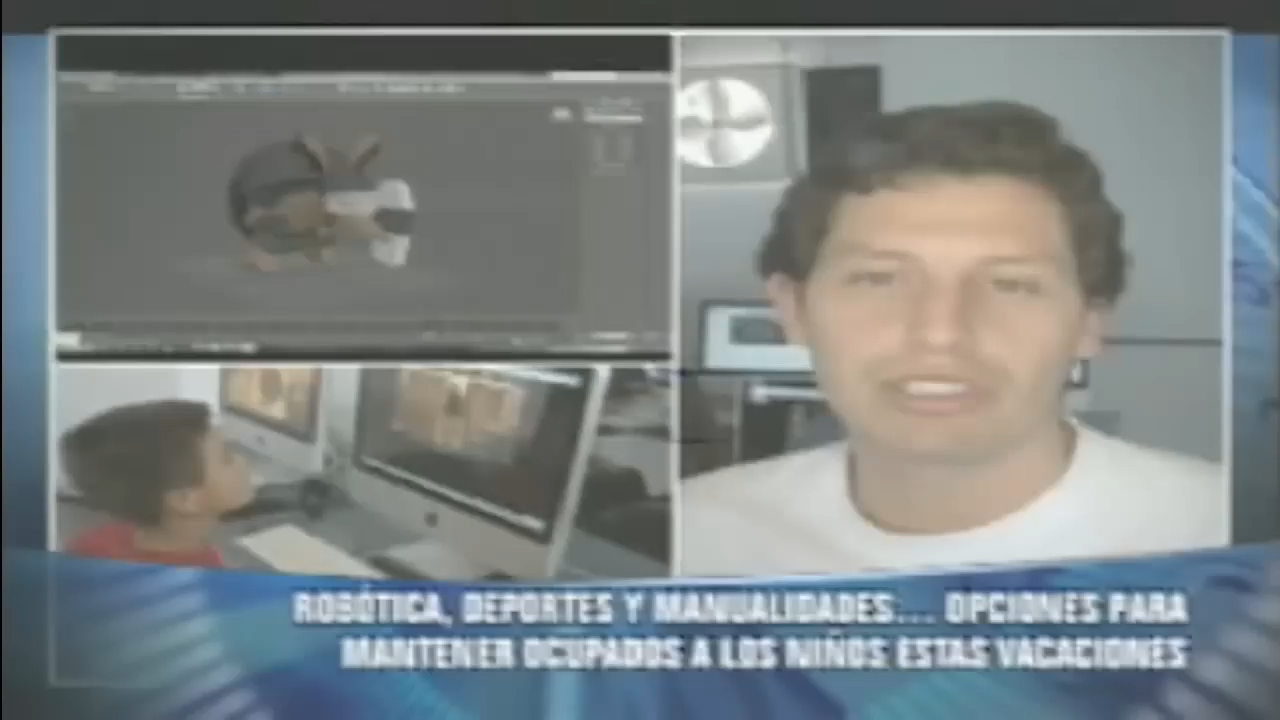 ROBÓTICA, DEPORTES Y MANUALIDADES... OPCIONES PARA
MANTENER OCUPADOS A LOS NIÑOS ESTAS VACACIONES